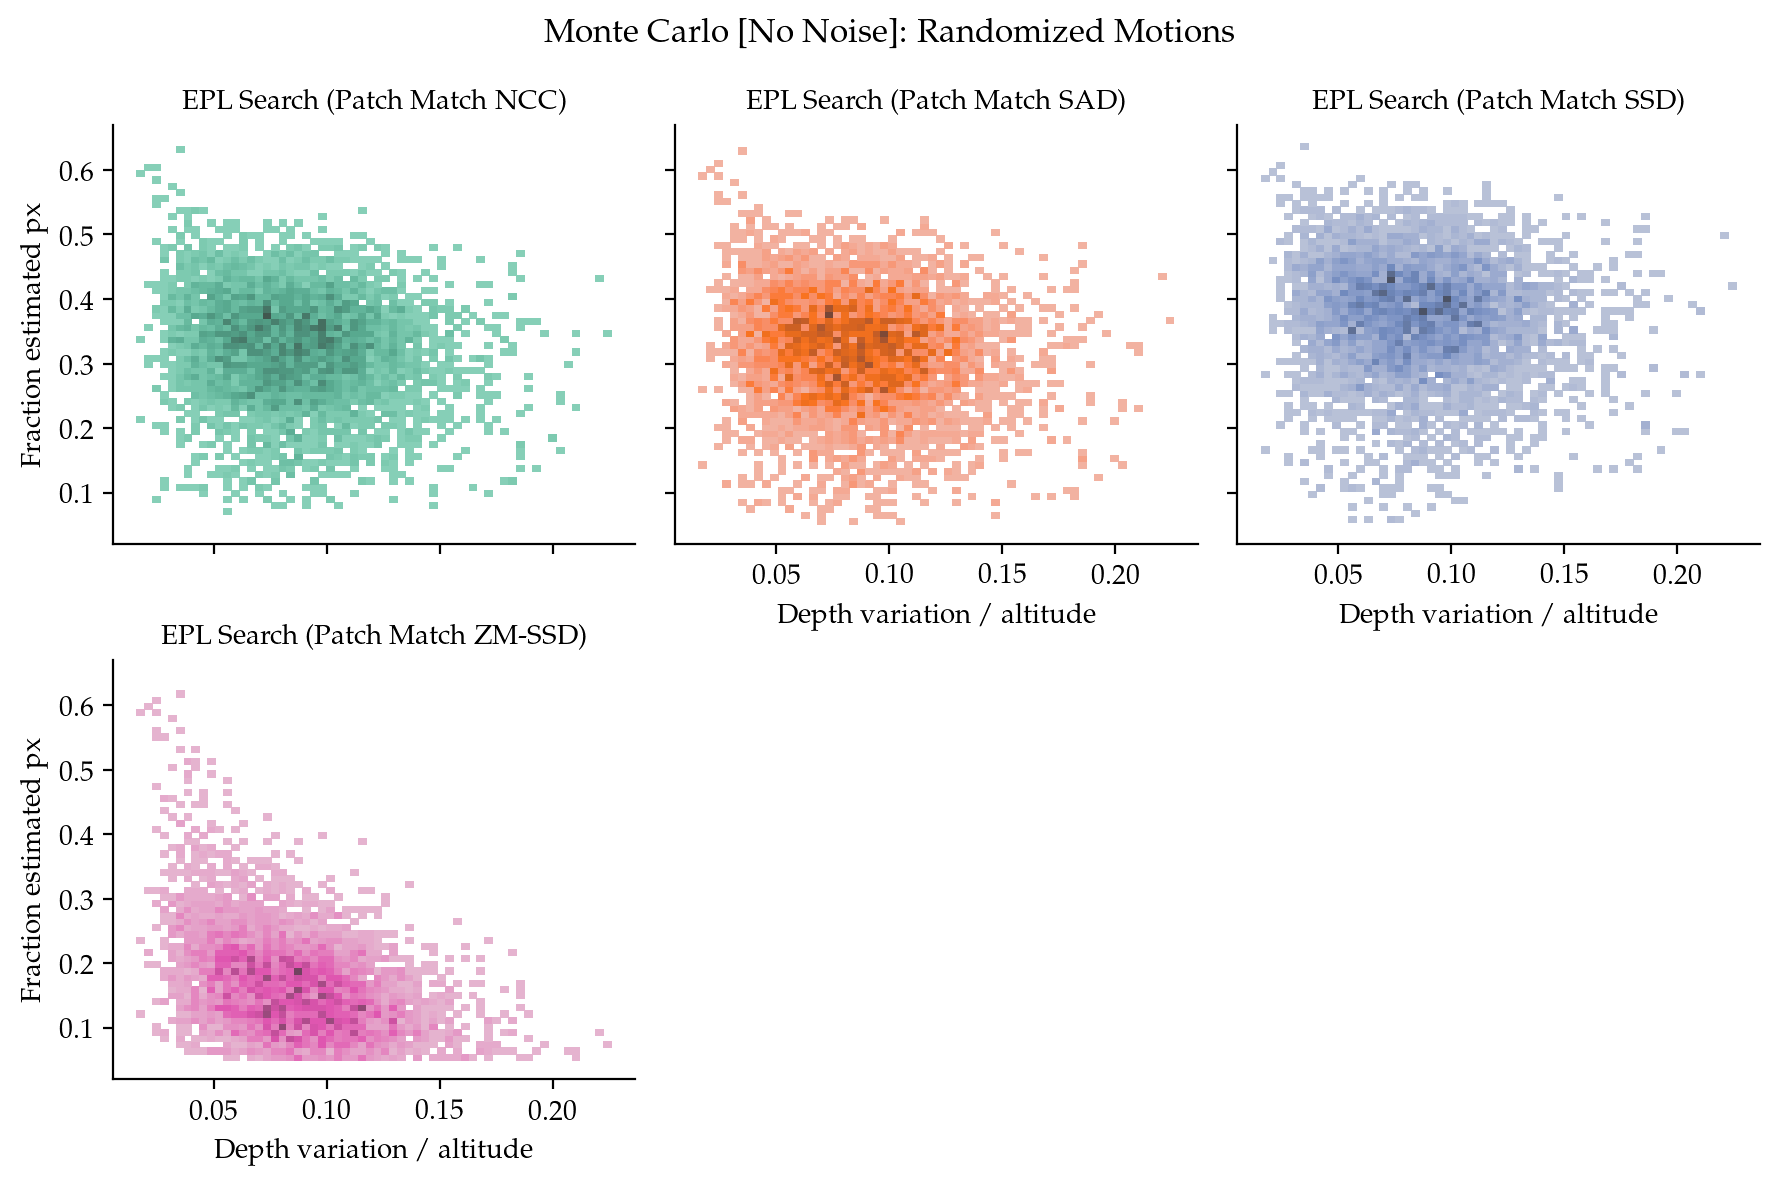 Monte Carlo [No Noise]: Randomized Motions
EPL Search (Patch Match NCC)
EPL Search (Patch Match SAD)
EPL Search (Patch Match SSD)
Fraction estimated px
0.6
0.5
0.4
0.3
0.2
0.1
0.05 0.10 0.15 0.20
Depth variation / altitude
0.05 0.10 0.15 0.20
Depth variation / altitude
EPL Search (Patch Match ZM-SSD)
Fraction estimated px
0.6
0.5
0.4
0.3
0.2
0.1
0.05 0.10 0.15 0.20
Depth variation / altitude